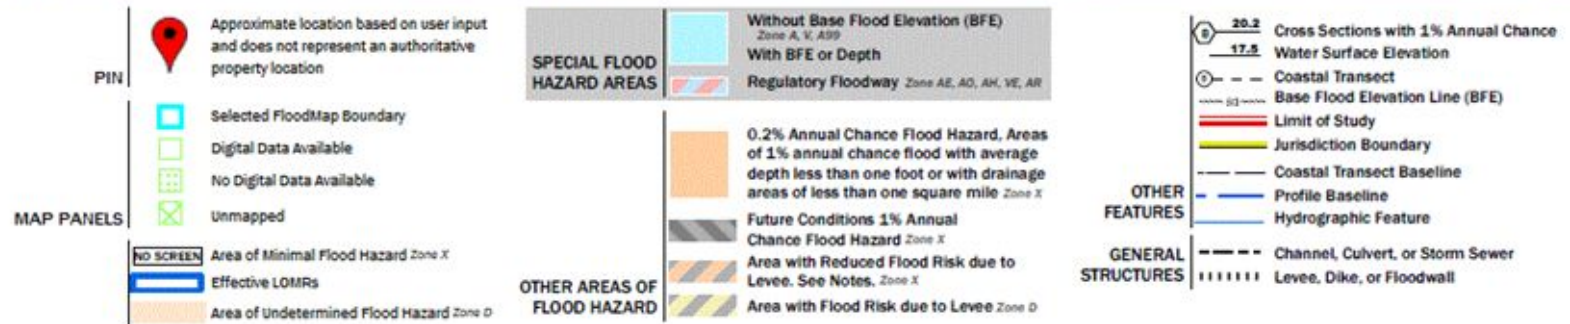 PIN
Approximate location based on user input
and does not represent an authoritative
property location
MAP PANELS
Selected FloodMap Boundary
Digital Data Available
No Digital Data Available
Unmapped
NO SCREEN Area of Minimal Flood Hazard Zone X
Effective LOMRs
Area of Undetermined Flood Hazard Zone D
SPECIAL FLOOD
HAZARD AREAS
Without Base Flood Elevation (BFE)
Zone A, V, A99
With BFE or Depth
Regulatory Floodway Zone AE, AO, AH, VE, AR
OTHER AREAS OF
FLOOD HAZARD
0.2% Annual Chance Flood Hazard, Areas
of 1% annual chance flood with average
depth less than one foot or with drainage
areas of less than one square mile Zone X
Future Conditions 1% Annual
Chance Flood Hazard Zone X
Area with Reduced Flood Risk due to
Levee. See Notes. Zone X
Area with Flood Risk due to Levee Zone D
OTHER
FEATURES
20.2 Cross Sections with 1% Annual Chance
17.5 Water Surface Elevation
Coastal Transect
Base Flood Elevation Line (BFE)
Limit of Study
Jurisdiction Boundary
Coastal Transect Baseline
Profile Baseline
Hydrographic Feature
GENERAL
STRUCTURES
Channel, Culvert, or Storm Sewer
Levee, Dike, or Floodwall